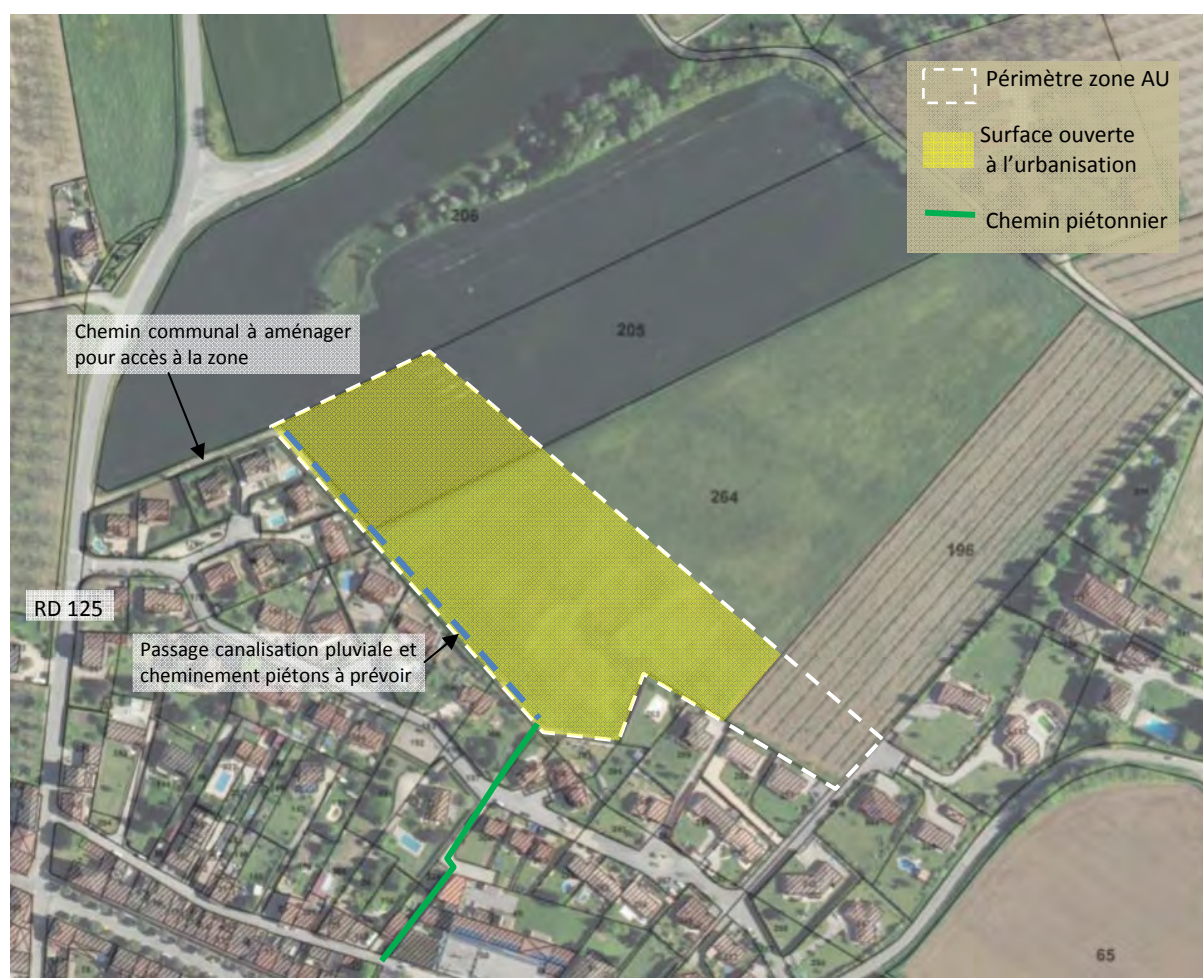 Périmètre zone AU
Surface ouverte
à l'urbanisation
Chemin piétonnier
206
Chemin communal à aménager
pour accès à la zone
205
264
196
RD 125
Passage canalisation pluviale et
cheminement piétons à prévoir
65